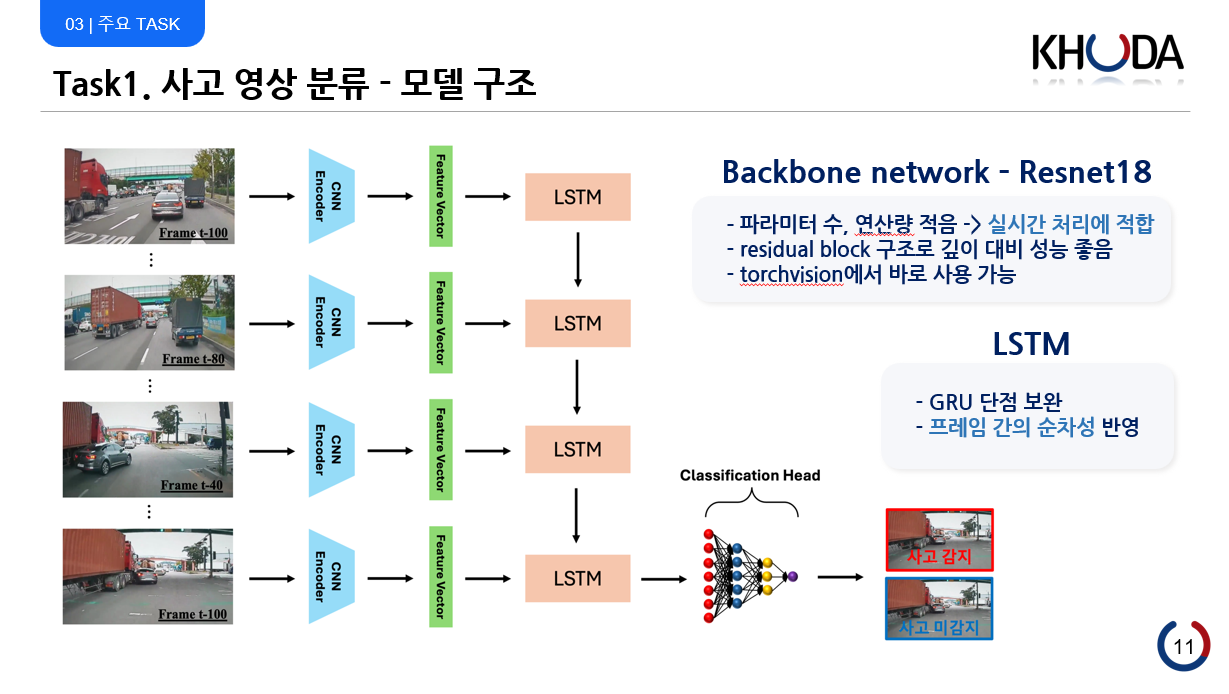 03 | 주요 TASK
KHUDA
Task1. 사고 영상 분류 - 모델 구조
Frame t-100
CNN Encoder
Feature Vector
LSTM
⋮
Frame t-80
CNN Encoder
Feature Vector
LSTM
⋮
Frame t-40
CNN Encoder
Feature Vector
LSTM
⋮
Frame t-100
CNN Encoder
Feature Vector
LSTM
Classification Head
사고 감지
사고 미감지
Backbone network - Resnet18
- 파라미터 수, 연산량 적음 -> 실시간 처리에 적합
- residual block 구조로 깊이 대비 성능 좋음
- torchvision에서 바로 사용 가능
LSTM
- GRU 단점 보완
- 프레임 간의 순차성 반영
11